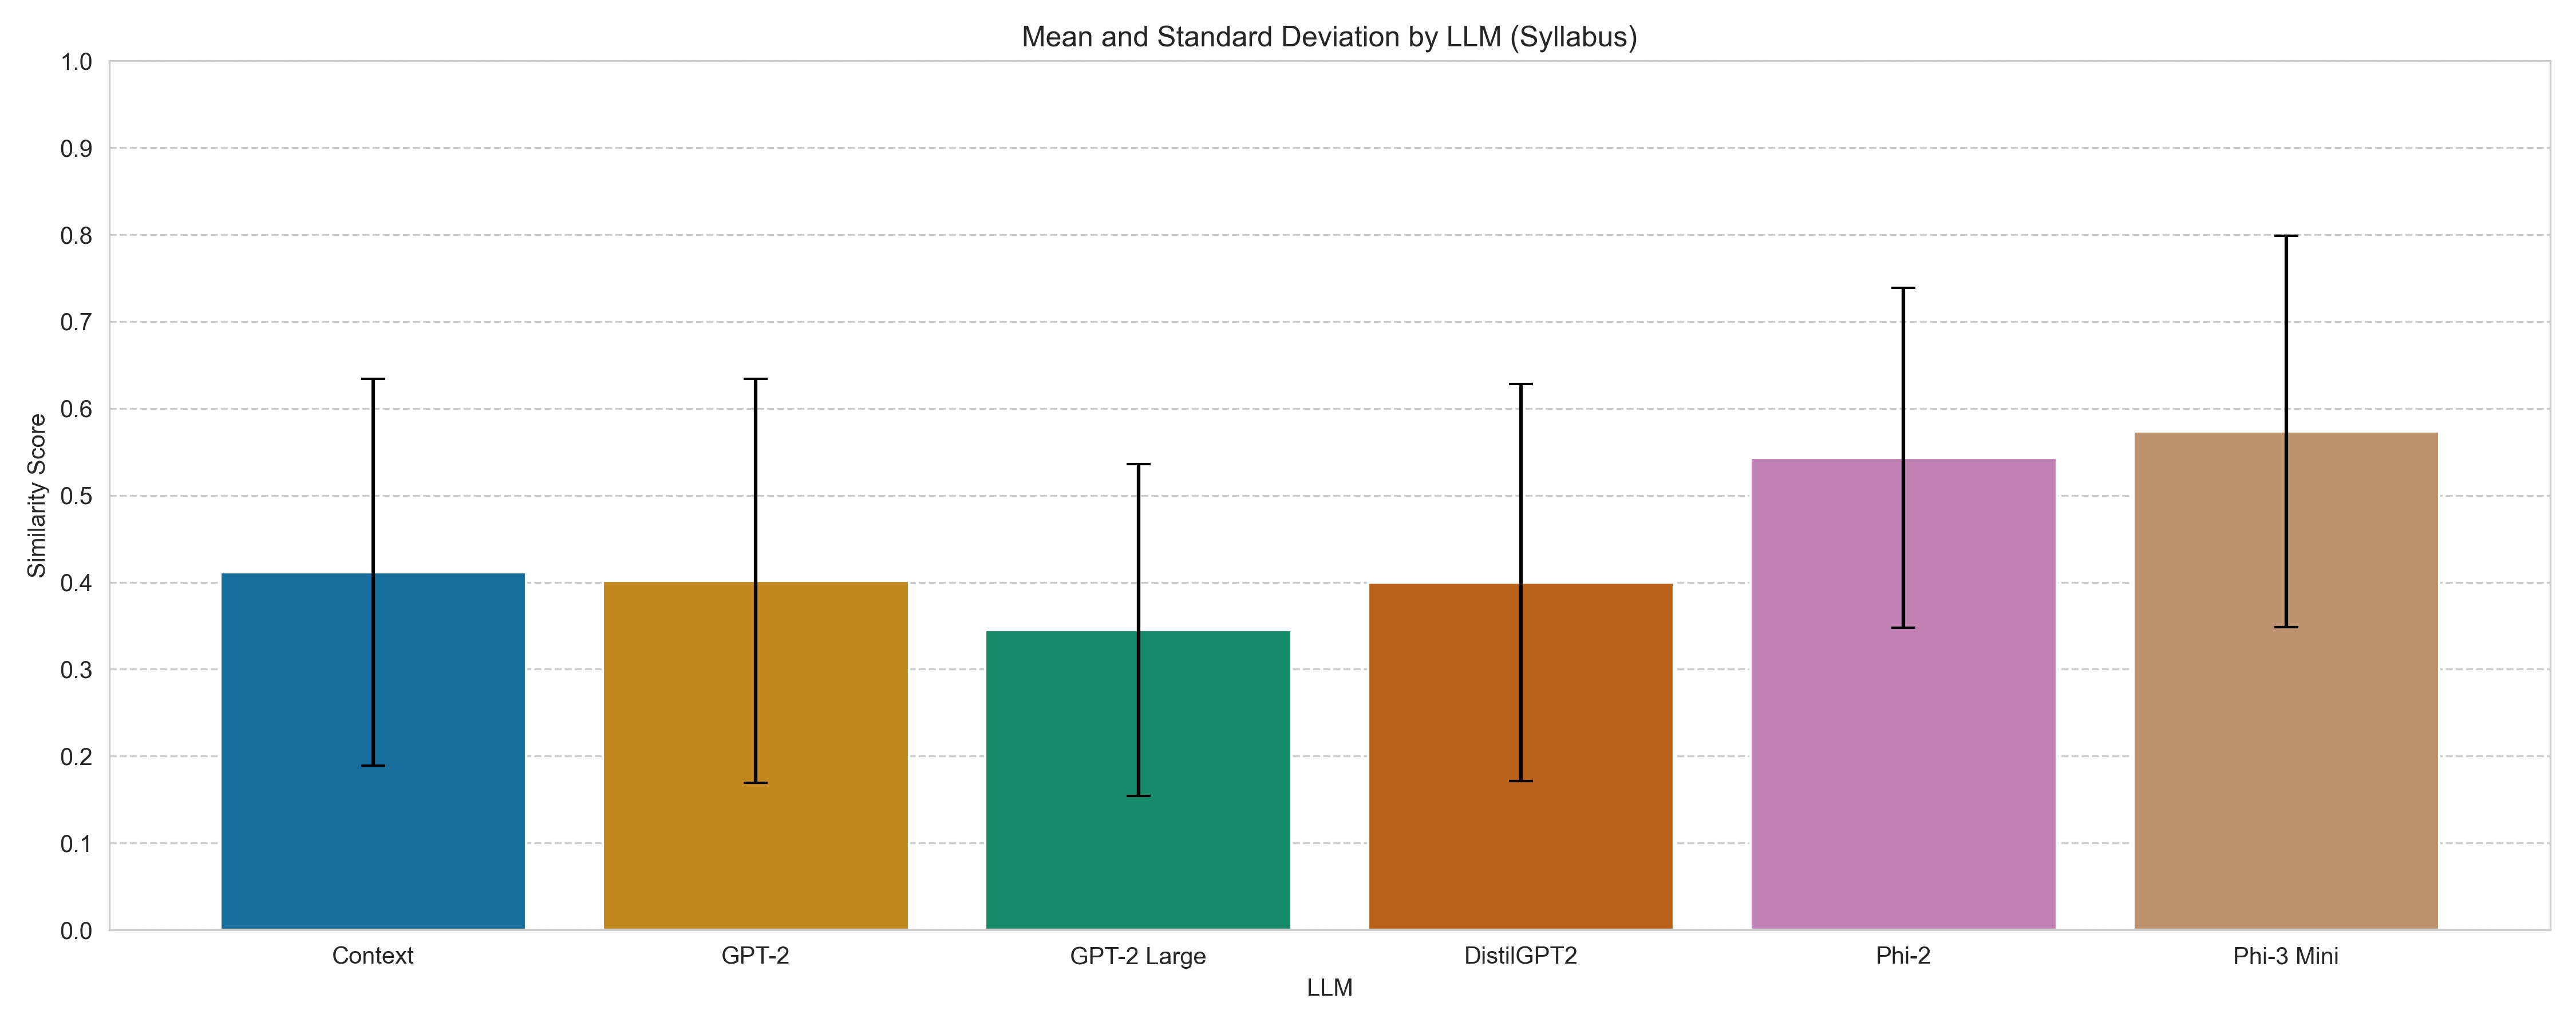 Mean and Standard Deviation by LLM (Syllabus)
1.0
0.9
0.8
0.7
0.6
0.5
0.4
0.3
0.2
0.1
0.0
Similarity Score
Context
GPT-2
GPT-2 Large
DistilGPT2
Phi-2
Phi-3 Mini
LLM